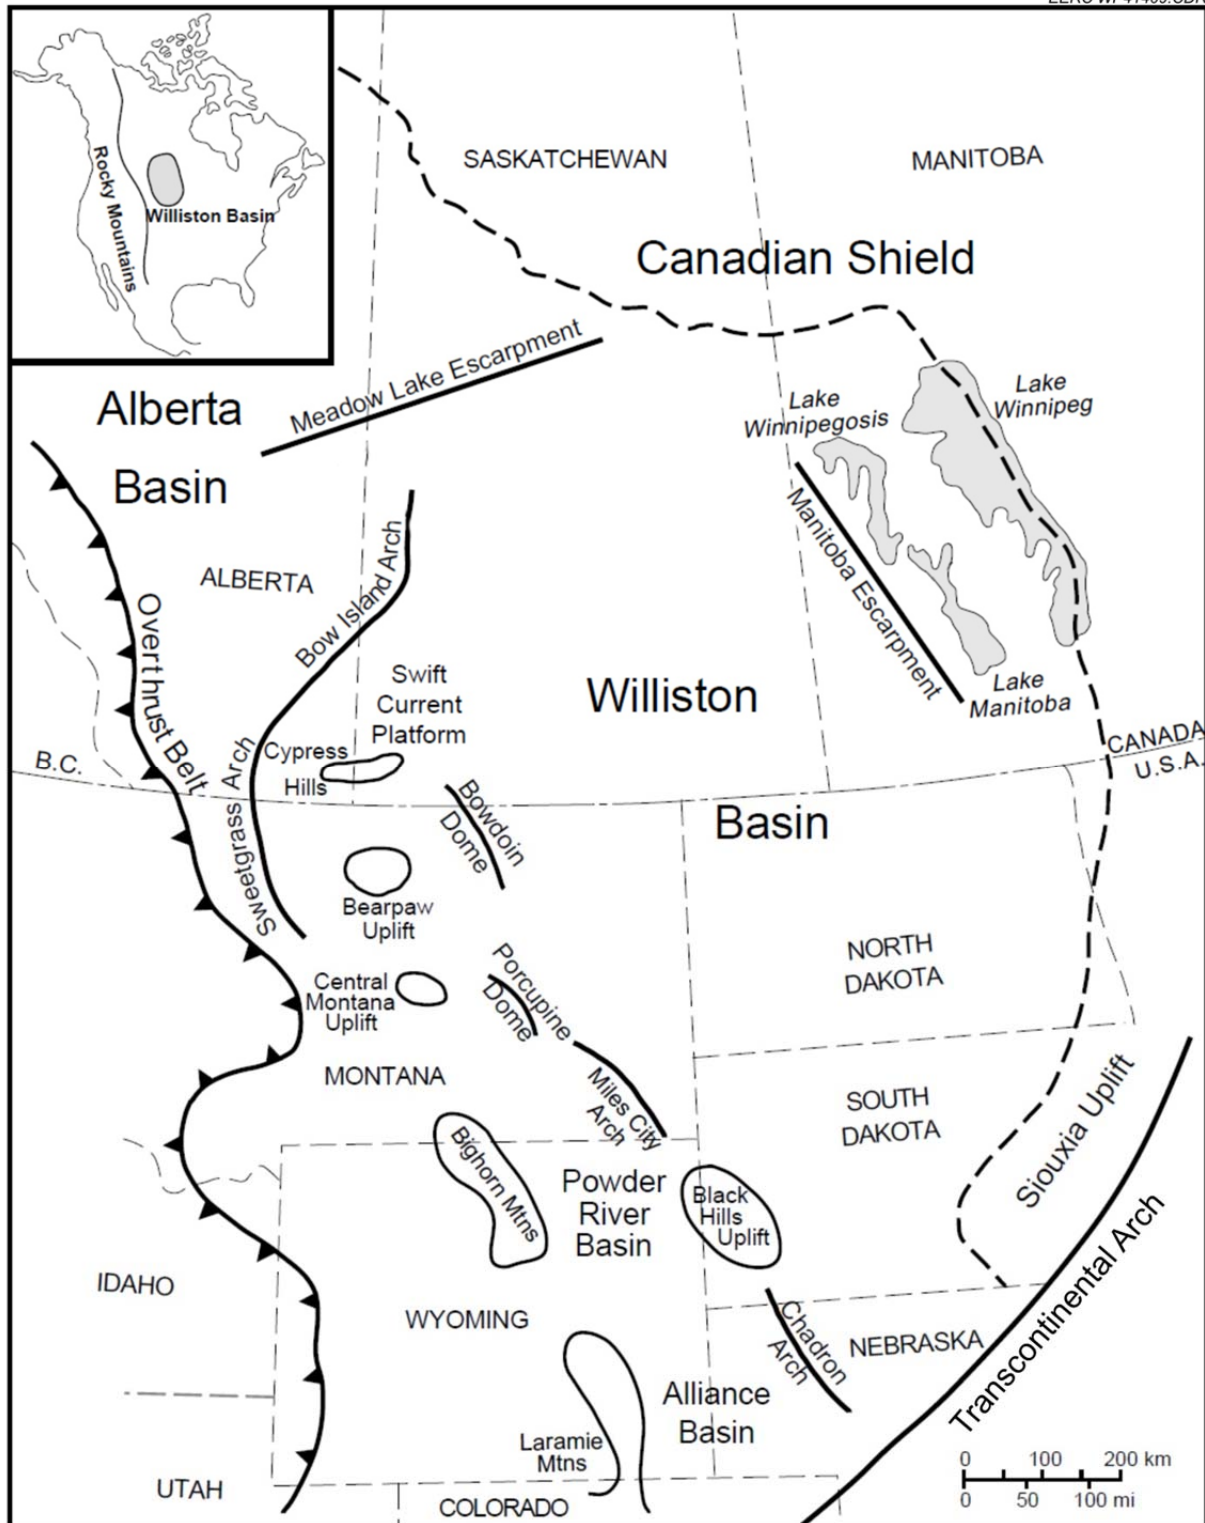 Rocky Mountains
Williston Basin
SASKATCHEWAN
MANITOBA
Canadian Shield
Meadow Lake Escarpment
Alberta
Basin
Lake
Winnipegosis
Lake
Winnipeg
Manitoba Escarpment
Lake
Manitoba
ALBERTA
Bow Island Arch
Overthrust Belt
Swift
Current
Platform
Williston
Basin
Cypress
Hills
B.C.
CANADA
U.S.A.
Sweetgrass Arch
Bowdoin
Dome
Bearpaw
Uplift
Central
Montana
Uplift
Porcupine
Dome
NORTH
DAKOTA
MONTANA
Miles City
Arch
SOUTH
DAKOTA
Siouxia Uplift
Bighorn Mtns
Powder
River
Basin
Black
Hills
Uplift
Transcontinental Arch
IDAHO
WYOMING
Chadron
Arch
NEBRASKA
Alliance
Basin
Laramie
Mtns
UTAH
COLORADO
0 100 200 km
0 50 100 mi